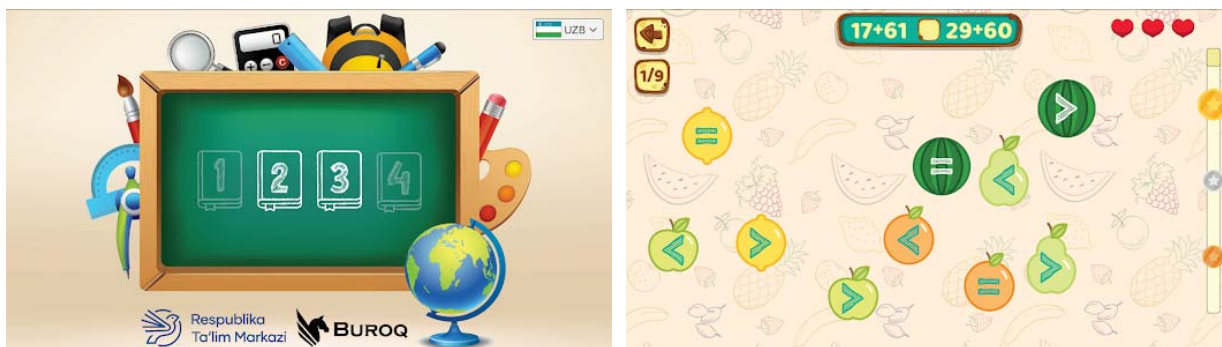 UZB
1 2 3 4
Respublika
Ta'lim Markazi
BUROQ
17+61 29+60
1/9
>
=
=
<
<
>
<
>
=
>